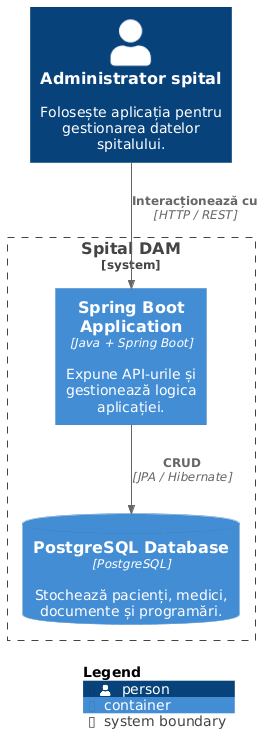 Administrator spital
Folosește aplicația pentru
gestionarea datelor
spitalului.
Interacționează cu
[HTTP / REST]
Spital DAM
[system]
Spring Boot
Application
[Java + Spring Boot]
Expune API-urile și
gestionează logica
aplicației.
CRUD
[JPA / Hibernate]
PostgreSQL Database
[PostgreSQL]
Stochează pacienți, medici,
documente și programări.
Legend
person
container
system boundary